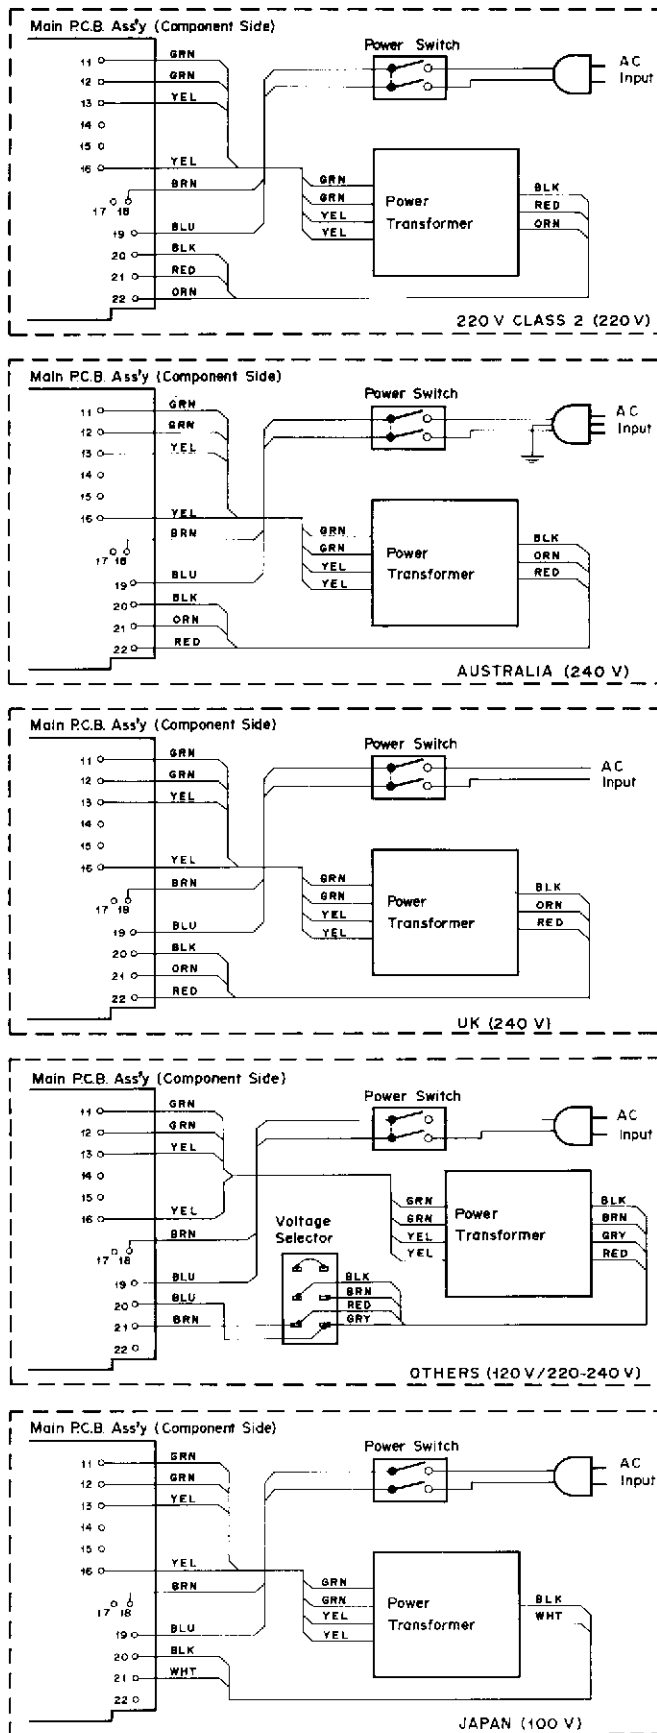 Main P.C.B. Ass'y (Component Side)
Power Switch
AC
Input
11 GRN
12 GRN
13 YEL
14
15
16 YEL
BRN
17 18
19 BLU
20 BLK
21 RED
22 ORN
GRN
GRN
YEL
YEL
Power
Transformer
BLK
RED
ORN
220 V CLASS 2 (220 V)
Main P.C.B. Ass'y (Component Side)
Power Switch
AC
Input
11 GRN
12 GRN
13 YEL
14
15
16 YEL
BRN
17 18
19 BLU
20 BLK
21 ORN
22 RED
GRN
GRN
YEL
YEL
Power
Transformer
BLK
ORN
RED
AUSTRALIA (240 V)
Main P.C.B. Ass'y (Component Side)
Power Switch
AC
Input
11 GRN
12 GRN
13 YEL
14
15
16 YEL
BRN
17 18
19 BLU
20 BLK
21 ORN
22 RED
GRN
GRN
YEL
YEL
Power
Transformer
BLK
ORN
RED
UK (240 V)
Main P.C.B. Ass'y (Component Side)
Power Switch
AC
Input
11 GRN
12 GRN
13 YEL
14
15
16 YEL
BRN
17 18
19 BLU
20 BLU
21 BRN
22
Voltage
Selector
BLK
BRN
RED
GRY
GRN
GRN
YEL
YEL
Power
Transformer
BLK
BRN
GRY
RED
OTHERS (120 V/220-240 V)
Main P.C.B. Ass'y (Component Side)
Power Switch
AC
Input
11 GRN
12 GRN
13 YEL
14
15
16 YEL
BRN
17 18
19 BLU
20 BLK
21 WHT
22
GRN
GRN
YEL
YEL
Power
Transformer
BLK
WHT
JAPAN (100 V)